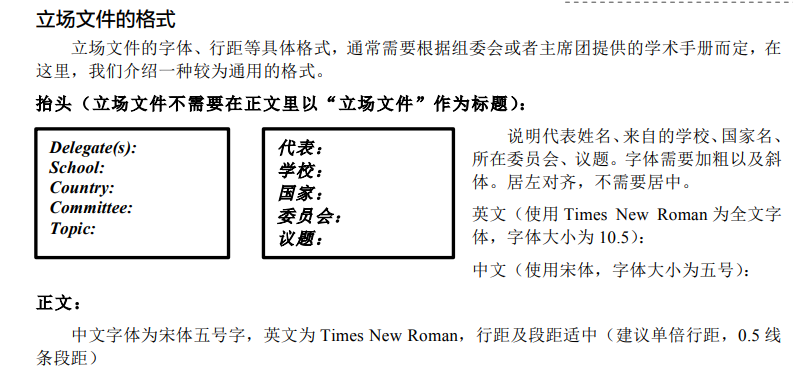 立场文件的格式
立场文件的字体、行距等具体格式，通常需要根据组委会或者主席团提供的学术手册而定，在
这里，我们介绍一种较为通用的格式。
抬头（立场文件不需要在正文里以“立场文件”作为标题）：
Delegate(s):
School:
Country:
Committee:
Topic:
代表：
学校：
国家：
委员会：
议题：
说明代表姓名、来自的学校、国家名、
所在委员会、议题。字体需要加粗以及斜
体。居左对齐，不需要居中。
英文（使用 Times New Roman 为全文字
体，字体大小为 10.5）：
中文（使用宋体，字体大小为五号）：
正文：
中文字体为宋体五号字，英文为 Times New Roman，行距及段距适中（建议单倍行距，0.5 线
条段距）